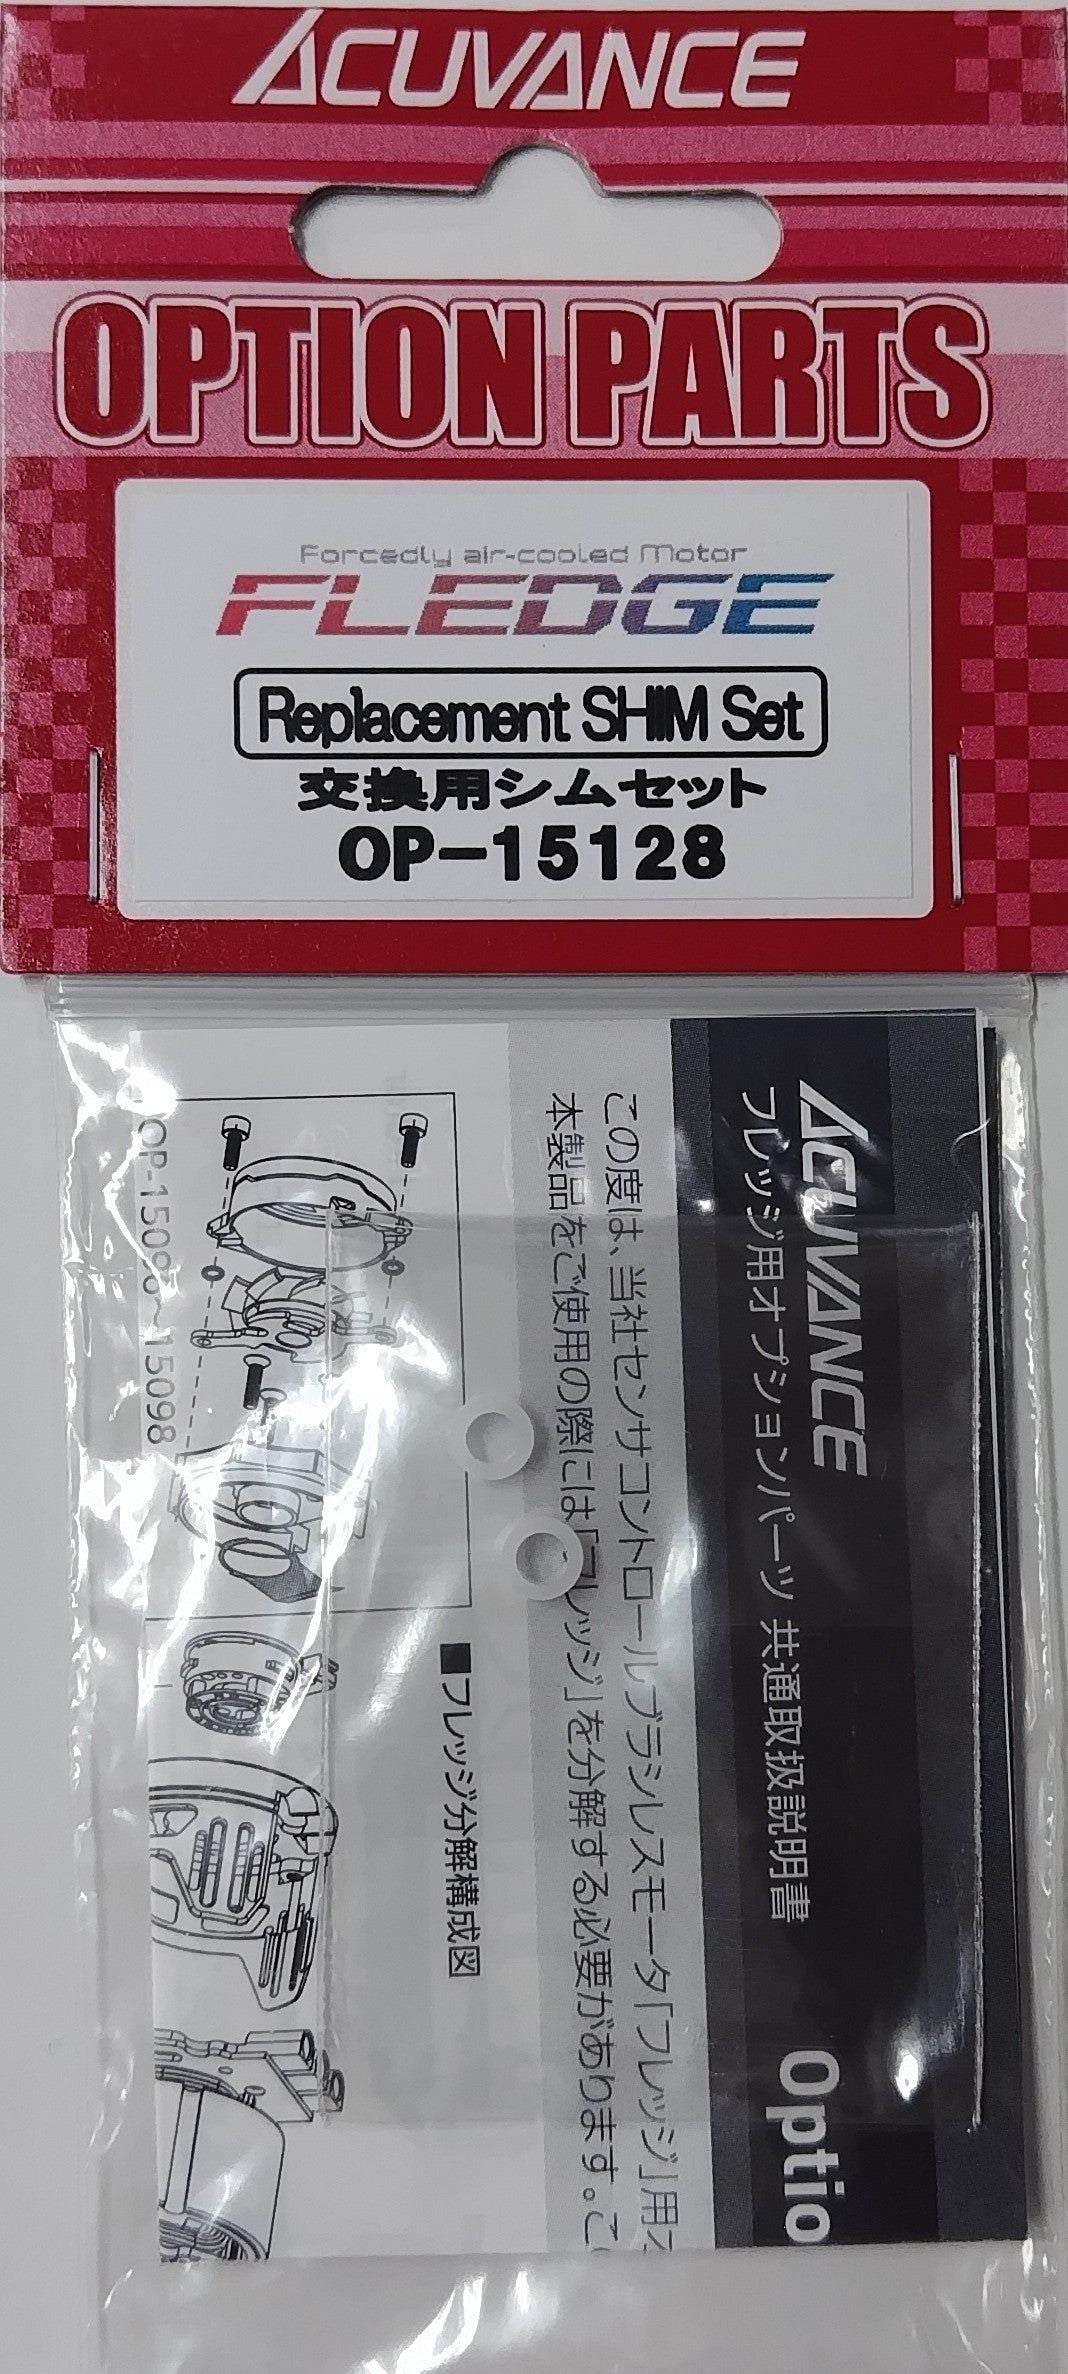 ACUVANCE
OPTION PARTS
Forcedly air-cooled Motor
FLEDGE
Replacement SHIM Set
交換用シムセット
OP-15128
ACUVANCE
フレッジ用オプションパーツ 共通取扱説明書
Optio
この度は、当社センサコントロールブラシレスモータ「フレッジ」用
本製品をご使用の際には「フレッジ」を分解する必要があります。こ
■フレッジ分解構成図
OP-15096～15098